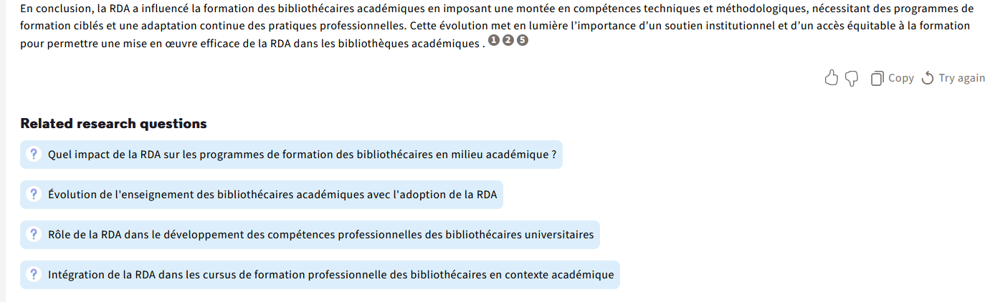 En conclusion, la RDA a influencé la formation des bibliothécaires académiques en imposant une montée en compétences techniques et méthodologiques, nécessitant des programmes de
formation ciblés et une adaptation continue des pratiques professionnelles. Cette évolution met en lumière l’importance d’un soutien institutionnel et d’un accès équitable à la formation
pour permettre une mise en œuvre efficace de la RDA dans les bibliothèques académiques . 1 2 5
Copy Try again
Related research questions
? Quel impact de la RDA sur les programmes de formation des bibliothécaires en milieu académique ?
? Évolution de l'enseignement des bibliothécaires académiques avec l'adoption de la RDA
? Rôle de la RDA dans le développement des compétences professionnelles des bibliothécaires universitaires
? Intégration de la RDA dans les cursus de formation professionnelle des bibliothécaires en contexte académique